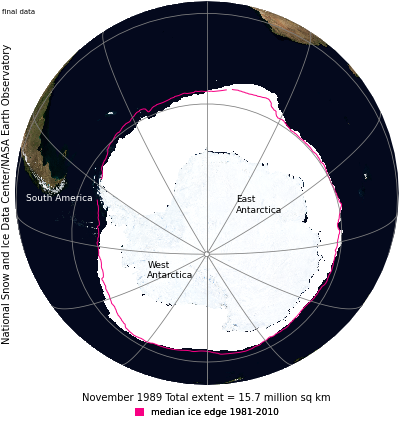 final data
National Snow and Ice Data Center/NASA Earth Observatory
South America
East
Antarctica
West
Antarctica
November 1989 Total extent = 15.7 million sq km
median ice edge 1981-2010